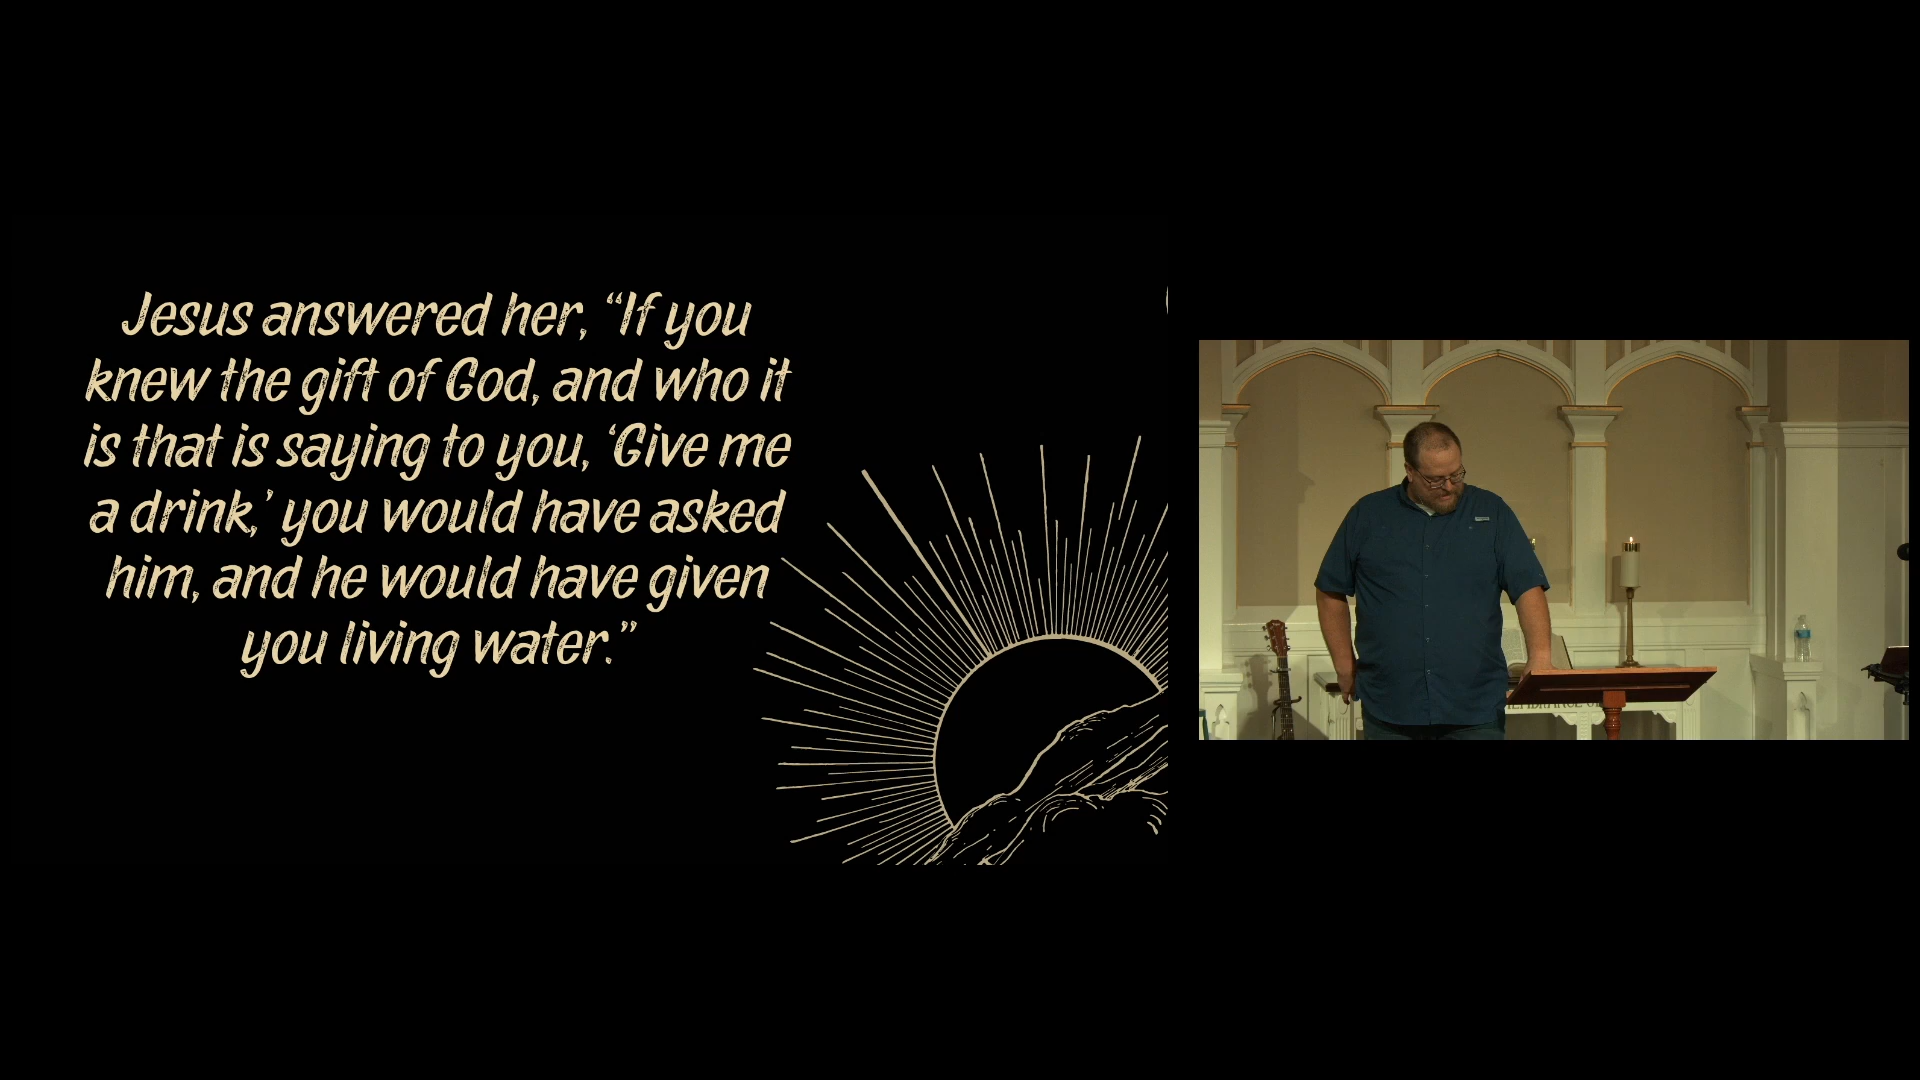 Jesus answered her, “If you
knew the gift of God, and who it
is that is saying to you, ‘Give me
a drink,’ you would have asked
him, and he would have given
you living water.”